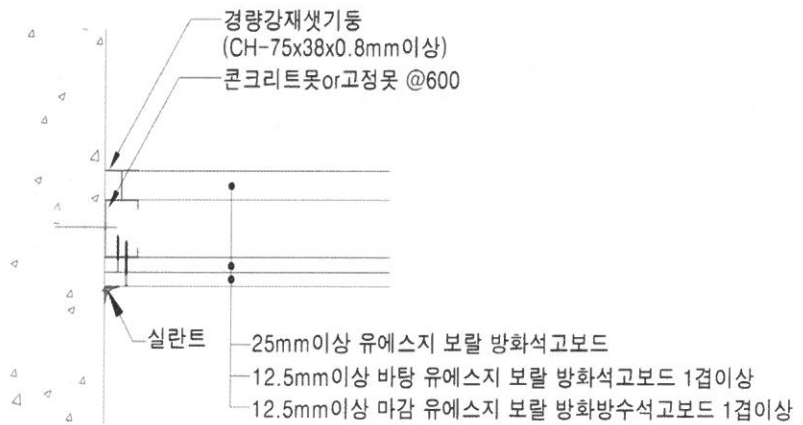 경량강재샛기둥
(CH-75x38x0.8mm이상)
콘크리트못or고정못 @600
실란트
25mm이상 유에스지 보랄 방화석고보드
12.5mm이상 바탕 유에스지 보랄 방화석고보드 1겹이상
12.5mm이상 마감 유에스지 보랄 방화방수석고보드 1겹이상